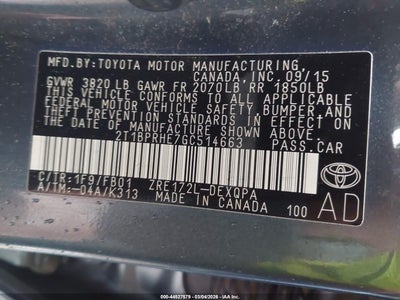 MFD.BY:TOYOTA MOTOR MANUFACTURING
CANADA,INC. 09/15
GVWR 3820 LB GAWR FR 2070LB RR 1850LB
THIS VEHICLE CONFORMS TO ALL APPLICABLE
FEDERAL MOTOR VEHICLE SAFETY, BUMPER AND
THEFT PREVENTION STANDARDS IN EFFECT ON
THE DATE OF MANUFACTURE SHOWN ABOVE.
2T1BPRHE7GC514663 PASS.CAR
C/TR:1F9/FB01 ZRE172L-DEXQPA
A/TM:-04A/K313 MADE IN CANADA 100
TOYOTA
AD
000-44527579 - 03/04/2026 - IAA